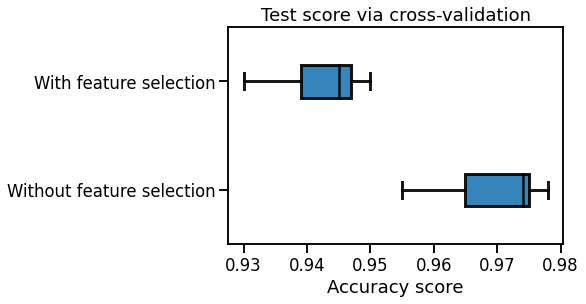 Test score via cross-validation
With feature selection
Without feature selection
0.93 0.94 0.95 0.96 0.97 0.98
Accuracy score